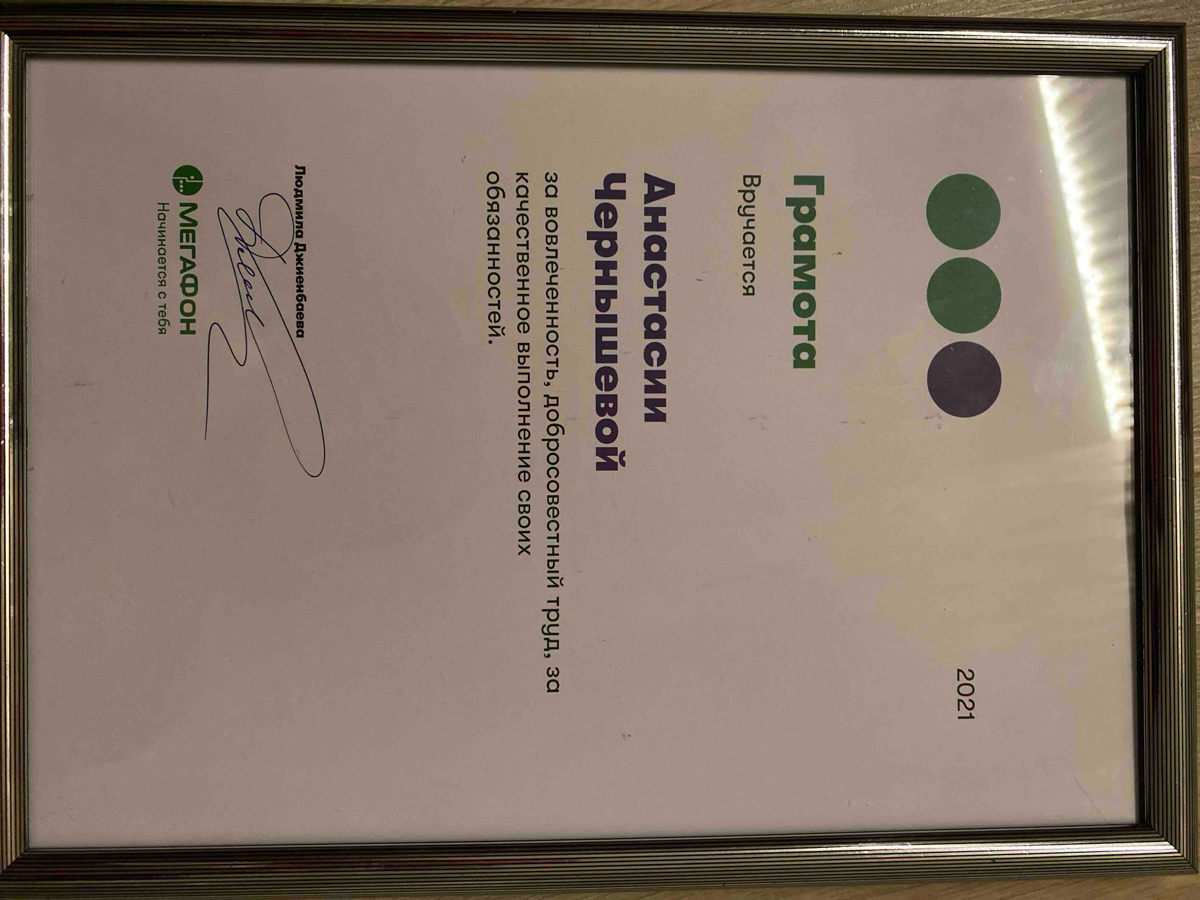 2021
Грамота
Вручается
Анастасии
Чернышевой
за вовлеченность, добросовестный труд, за
качественное выполнение своих
обязанностей.
Людмила Джиенбаева
МЕГАФОН
Начинается с тебя